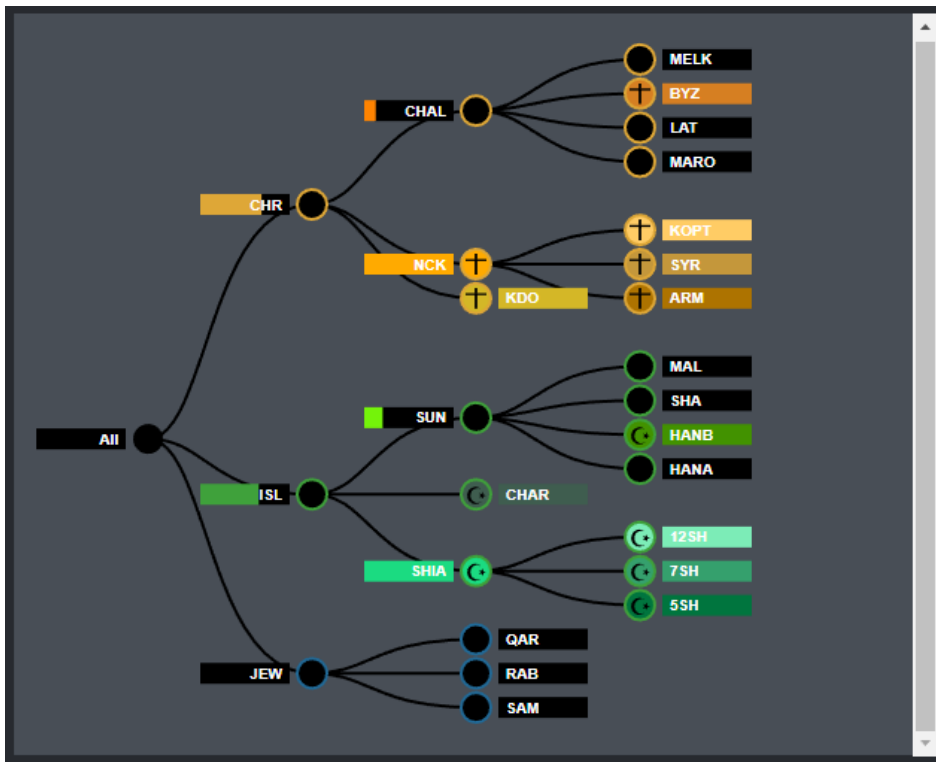 MELK
CHAL
BYZ
LAT
MARO
CHR
KOPT
NCK
SYR
KDO
ARM
MAL
SUN
SHA
HANB
All
HANA
ISL
CHAR
12SH
SHIA
7SH
5SH
QAR
JEW
RAB
SAM